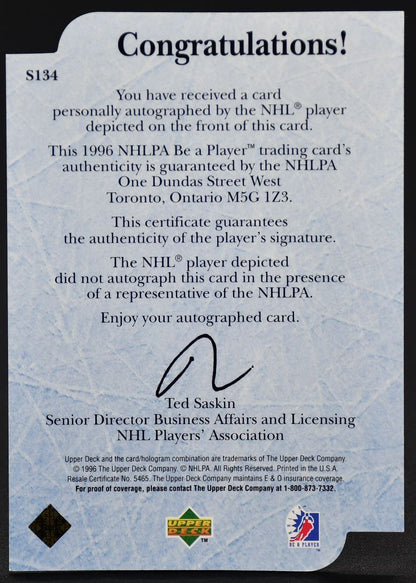 Congratulations!
S134
You have received a card
personally autographed by the NHL® player
depicted on the front of this card.
This 1996 NHLPA Be a Player™ trading card's
authenticity is guaranteed by the NHLPA
One Dundas Street West
Toronto, Ontario M5G 1Z3.
This certificate guarantees
the authenticity of the player's signature.
The NHL® player depicted
did not autograph this card in the presence
of a representative of the NHLPA.
Enjoy your autographed card.
Ted Saskin
Senior Director Business Affairs and Licensing
NHL Players' Association
Upper Deck and the card/hologram combination are trademarks of The Upper Deck Company.
© 1996 The Upper Deck Company. © NHLPA. All Rights Reserved. Printed in the U.S.A.
Resale Certificate No. 5465. The Upper Deck Company maintains E & O insurance coverage.
For proof of coverage, please contact The Upper Deck Company at 1-800-873-7332.
UPPER
DECK
™
BE A PLAYER